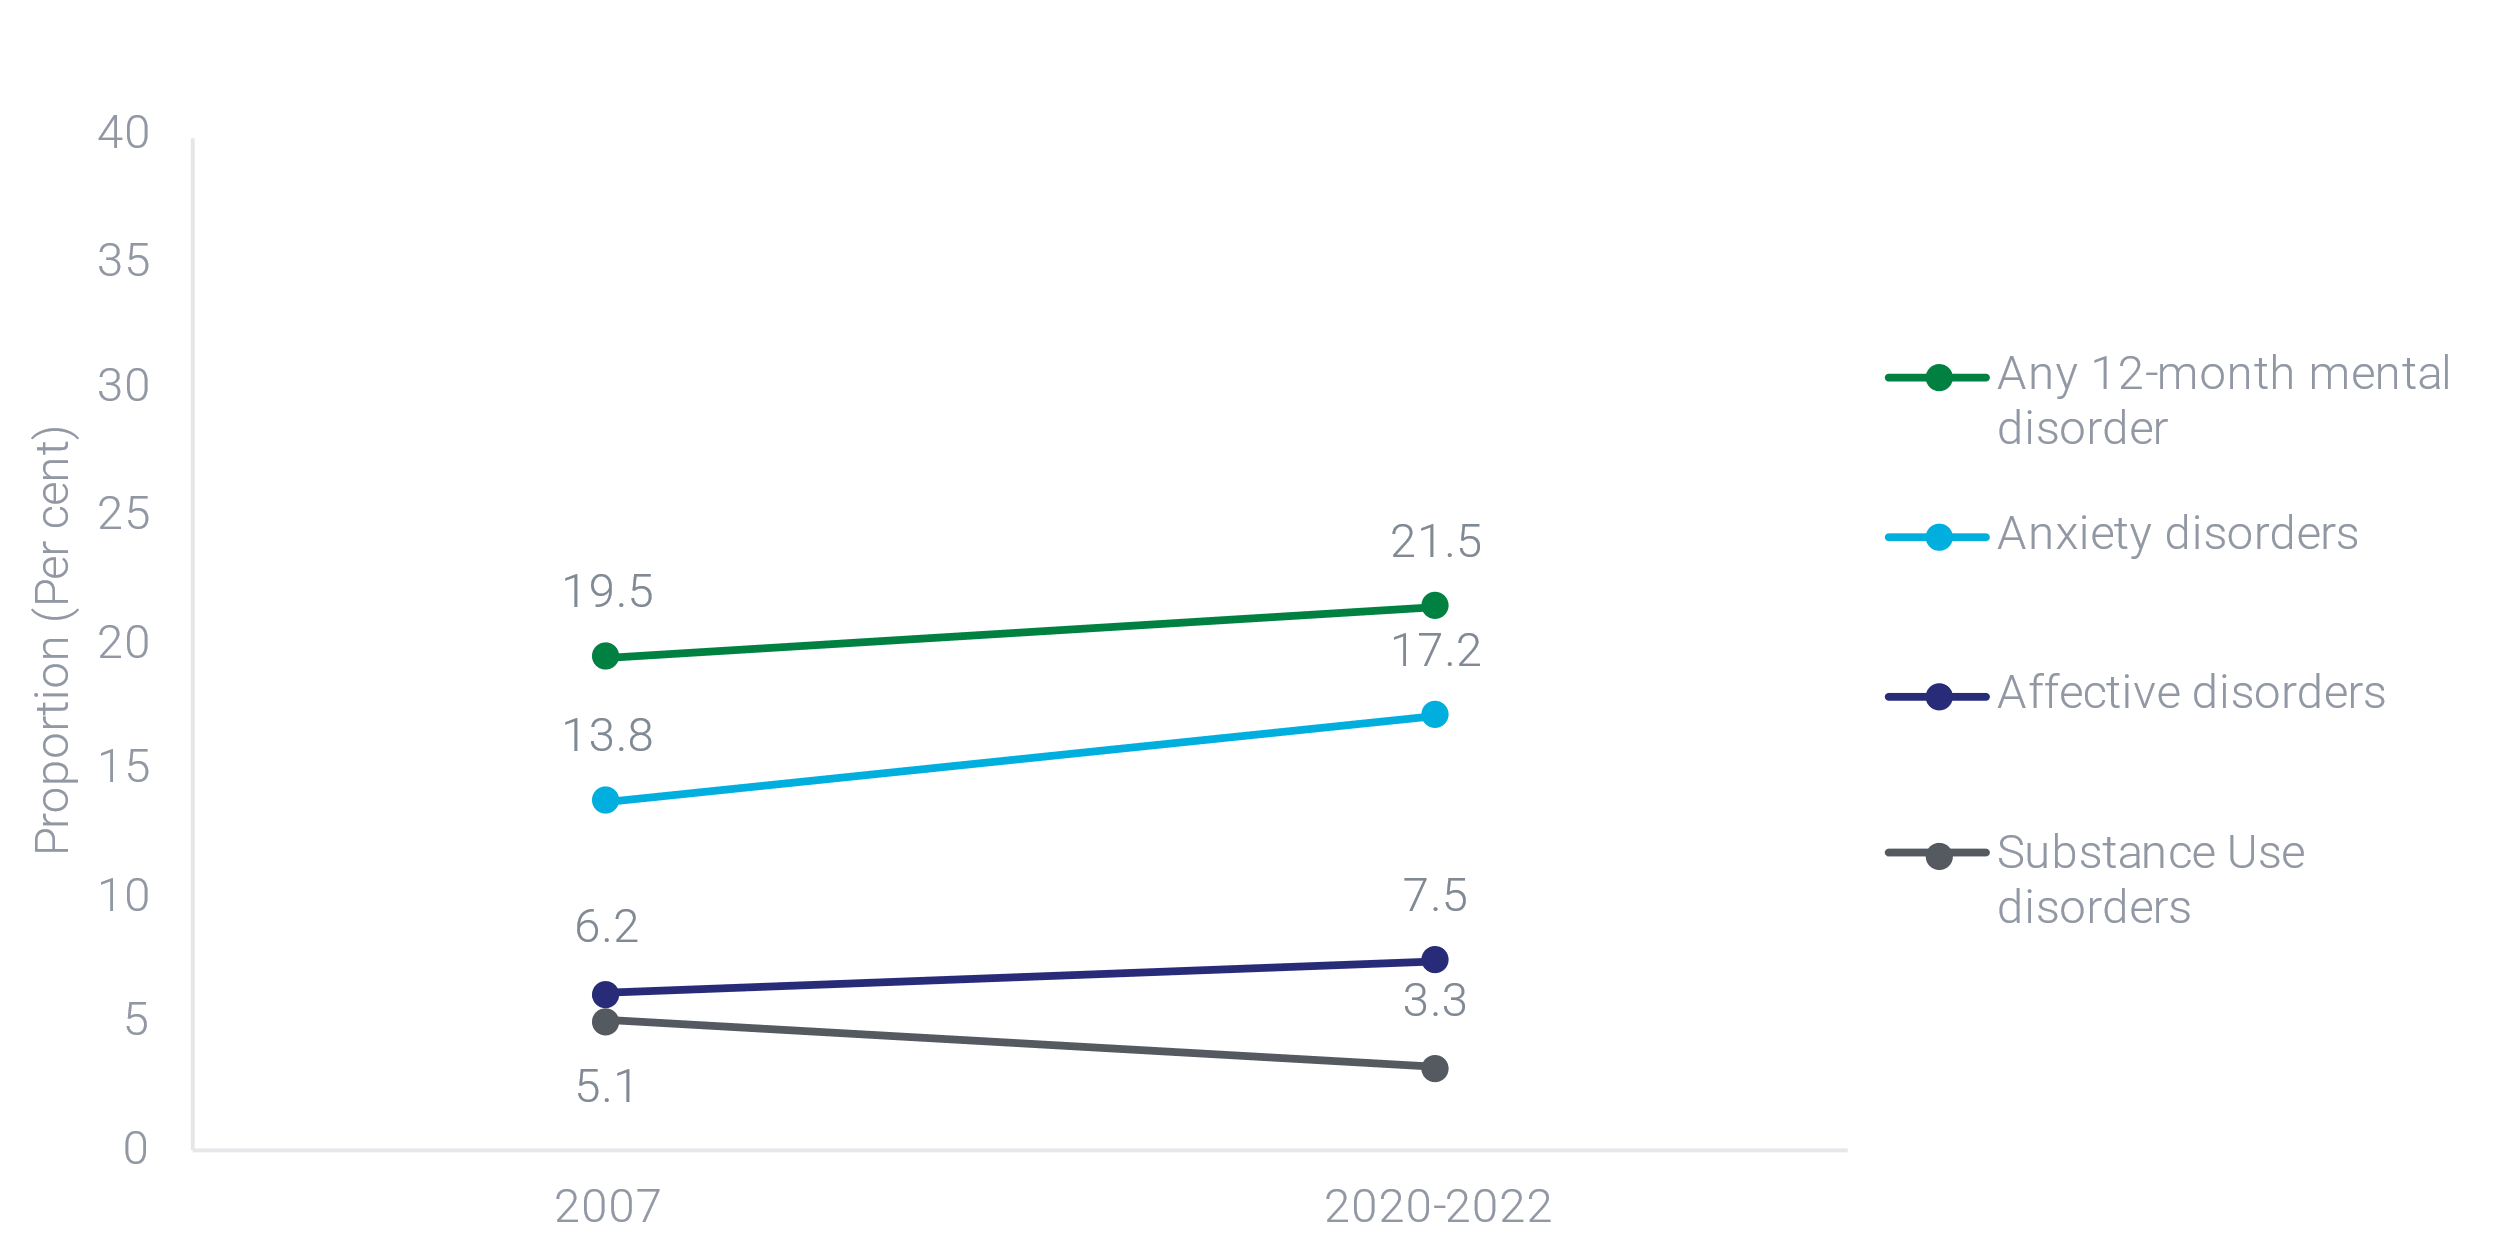 40
35
30
25
20
15
10
5
0
Proportion (Per cent)
19.5
21.5
13.8
17.2
6.2
7.5
5.1
3.3
2007
2020-2022
Any 12-month mental
disorder
Anxiety disorders
Affective disorders
Substance Use
disorders